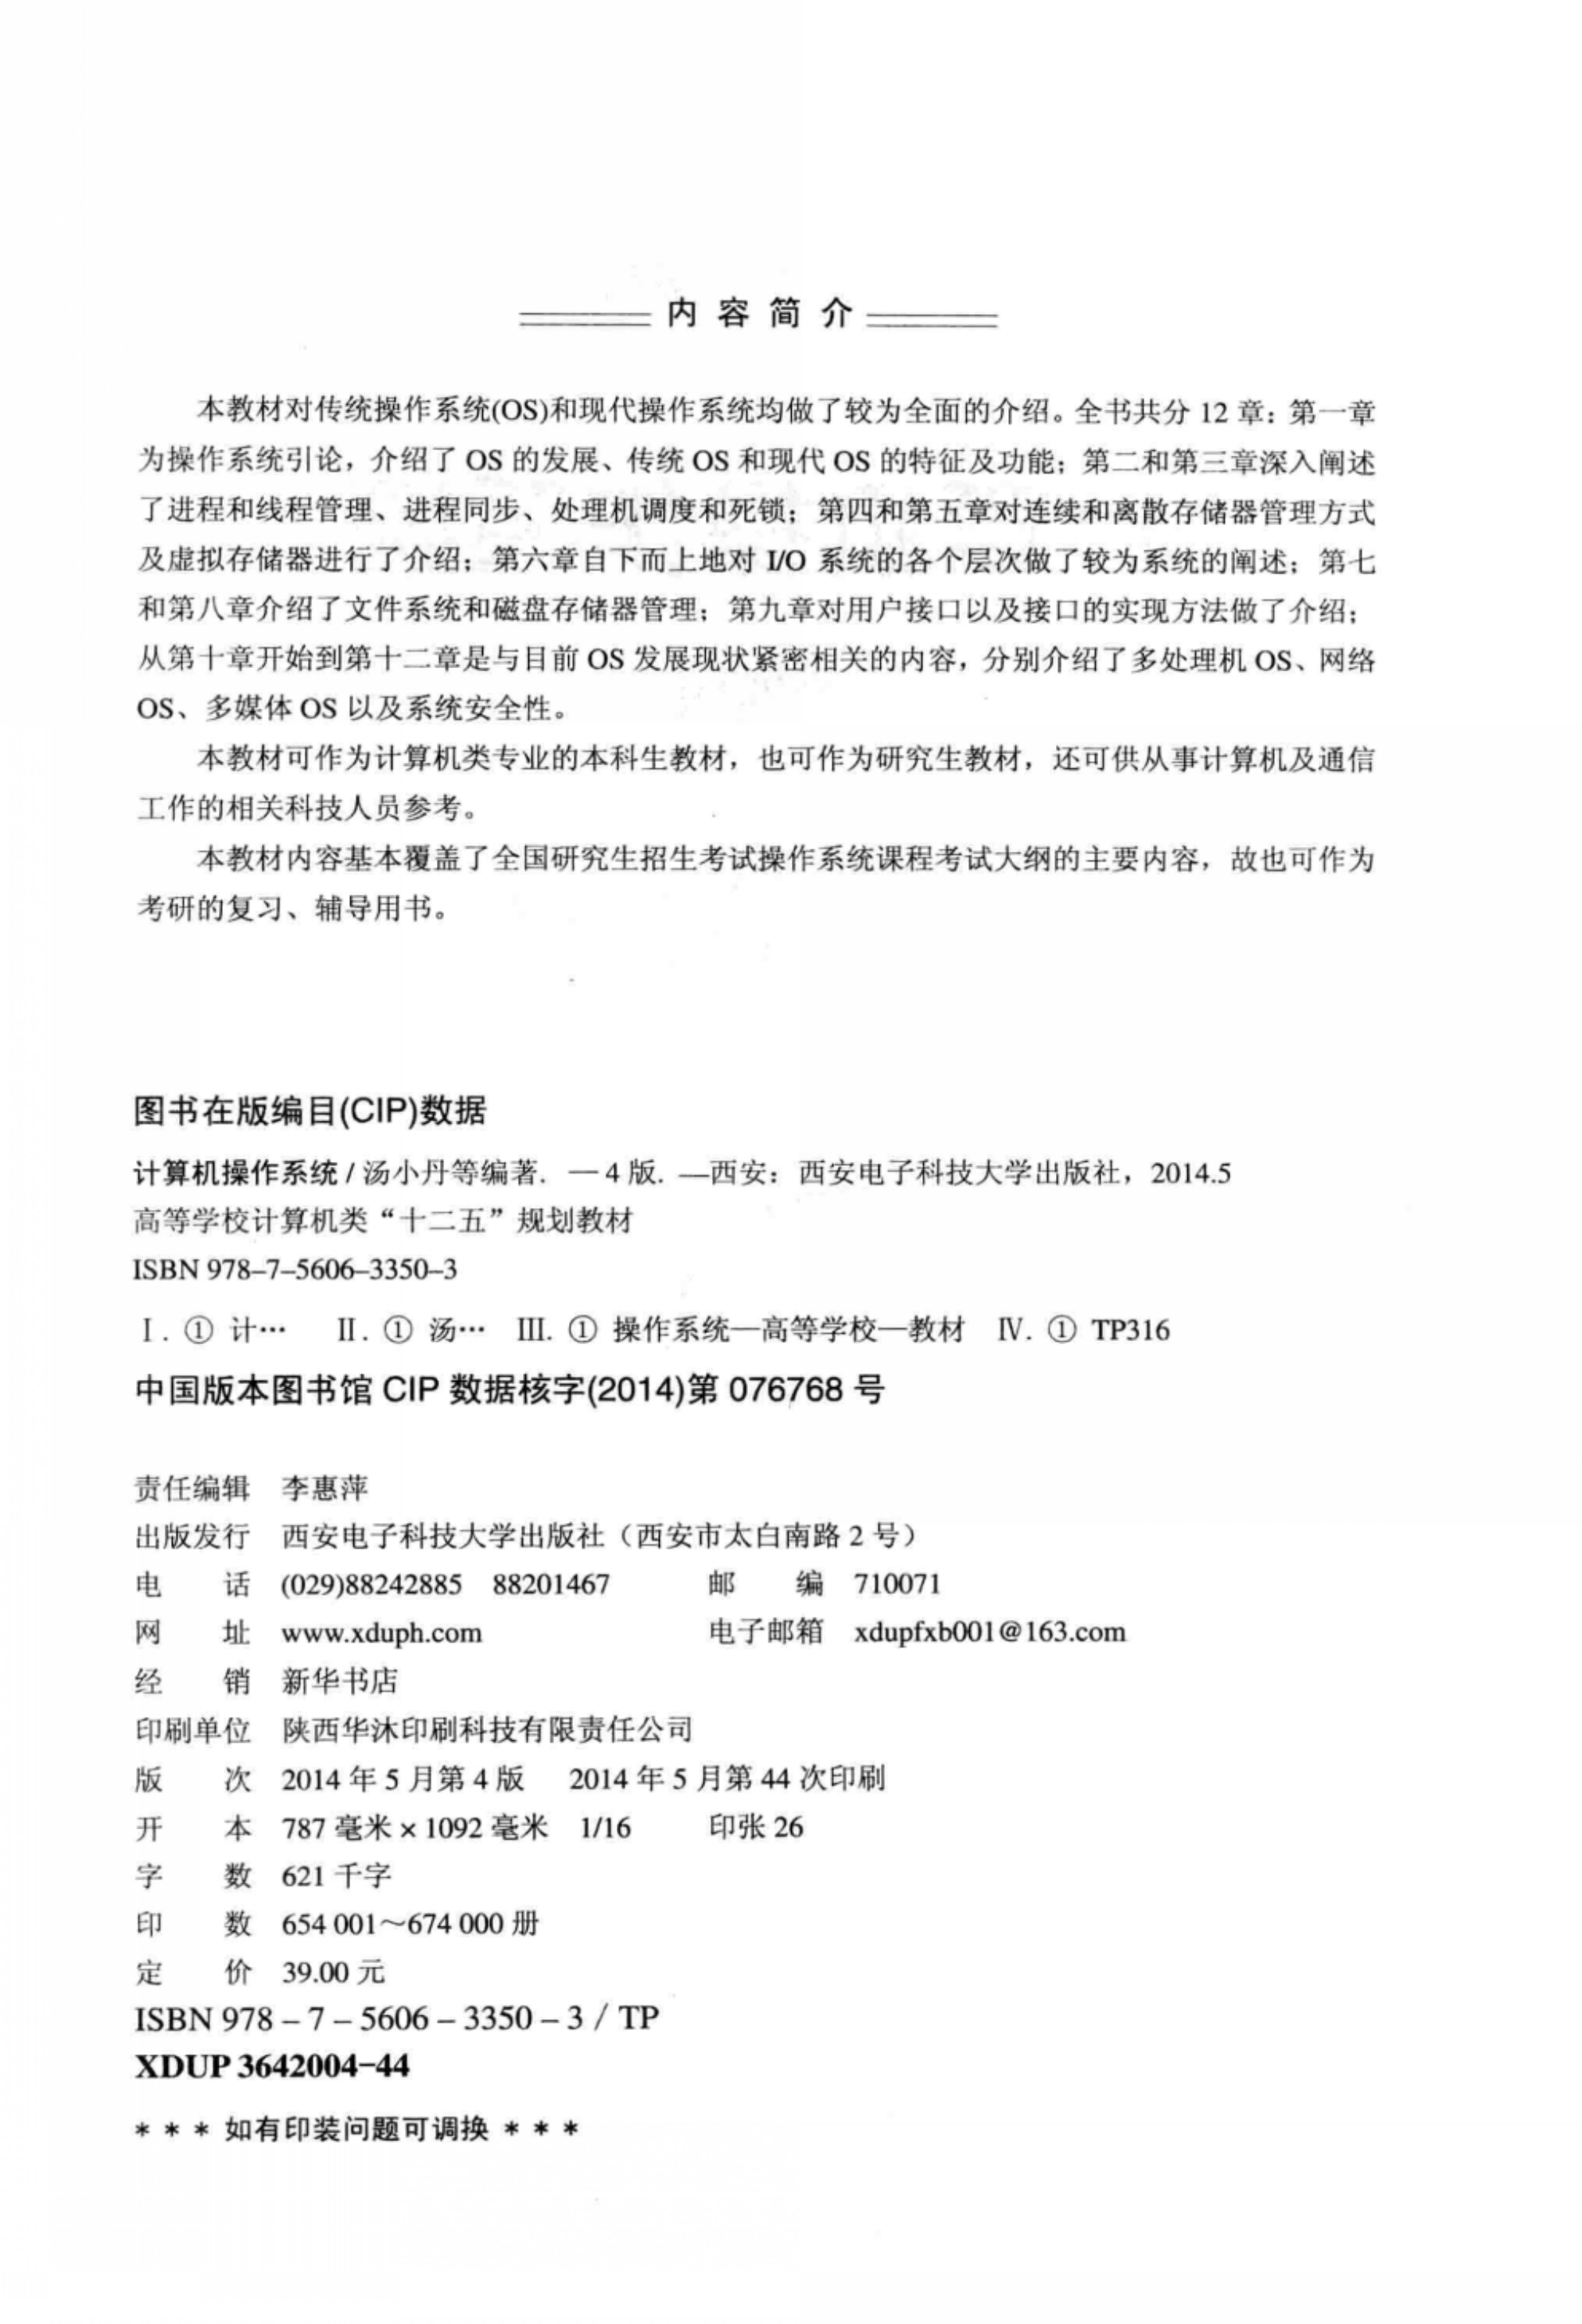 内容简介
本教材对传统操作系统(OS)和现代操作系统均做了较为全面的介绍。全书共分 12 章：第一章
为操作系统引论，介绍了 OS 的发展、传统 OS 和现代 OS 的特征及功能；第二和第三章深入阐述
了进程和线程管理、进程同步、处理机调度和死锁；第四和第五章对连续和离散存储器管理方式
及虚拟存储器进行了介绍；第六章自下而上地对 I/O 系统的各个层次做了较为系统的阐述；第七
和第八章介绍了文件系统和磁盘存储器管理；第九章对用户接口以及接口的实现方法做了介绍；
从第十章开始到第十二章是与目前 OS 发展现状紧密相关的内容，分别介绍了多处理机 OS、网络
OS、多媒体 OS 以及系统安全性。
本教材可作为计算机类专业的本科生教材，也可作为研究生教材，还可供从事计算机及通信
工作的相关科技人员参考。
本教材内容基本覆盖了全国研究生招生考试操作系统课程考试大纲的主要内容，故也可作为
考研的复习、辅导用书。
图书在版编目(CIP)数据
计算机操作系统 / 汤小丹等编著. —4 版. —西安：西安电子科技大学出版社，2014.5
高等学校计算机类“十二五”规划教材
ISBN 978–7–5606–3350–3
Ⅰ. ① 计… Ⅱ. ① 汤… Ⅲ. ① 操作系统—高等学校—教材 Ⅳ. ① TP316
中国版本图书馆 CIP 数据核字(2014)第 076768 号
责任编辑 李惠萍
出版发行 西安电子科技大学出版社（西安市太白南路 2 号）
电 话 (029)88242885 88201467 邮 编 710071
网 址 www.xduph.com 电子邮箱 xdupfxb001@163.com
经 销 新华书店
印刷单位 陕西华沐印刷科技有限责任公司
版 次 2014 年 5 月第 4 版 2014 年 5 月第 44 次印刷
开 本 787 毫米 × 1092 毫米 1/16 印张 26
字 数 621 千字
印 数 654 001～674 000 册
定 价 39.00 元
ISBN 978 – 7 – 5606 – 3350 – 3 / TP
XDUP 3642004–44
* * * 如有印装问题可调换 * * *